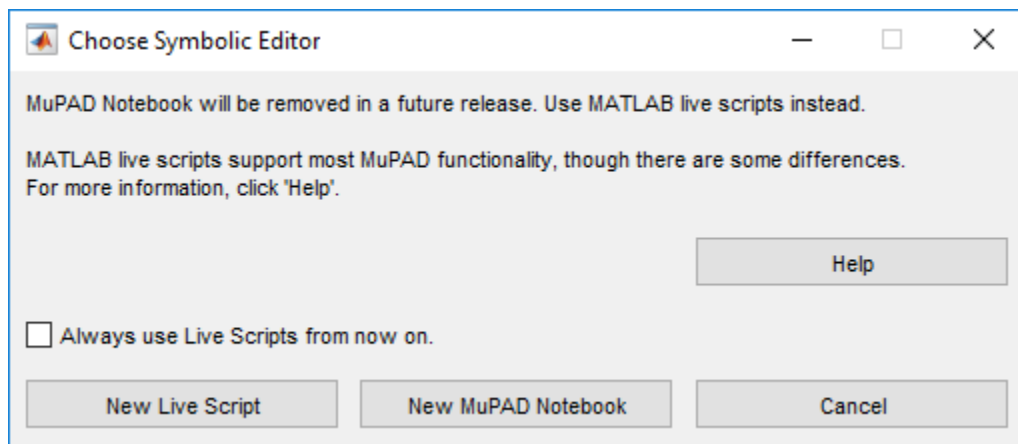 Choose Symbolic Editor
MuPAD Notebook will be removed in a future release. Use MATLAB live scripts instead.
MATLAB live scripts support most MuPAD functionality, though there are some differences.
For more information, click 'Help'.
Help
Always use Live Scripts from now on.
New Live Script
New MuPAD Notebook
Cancel